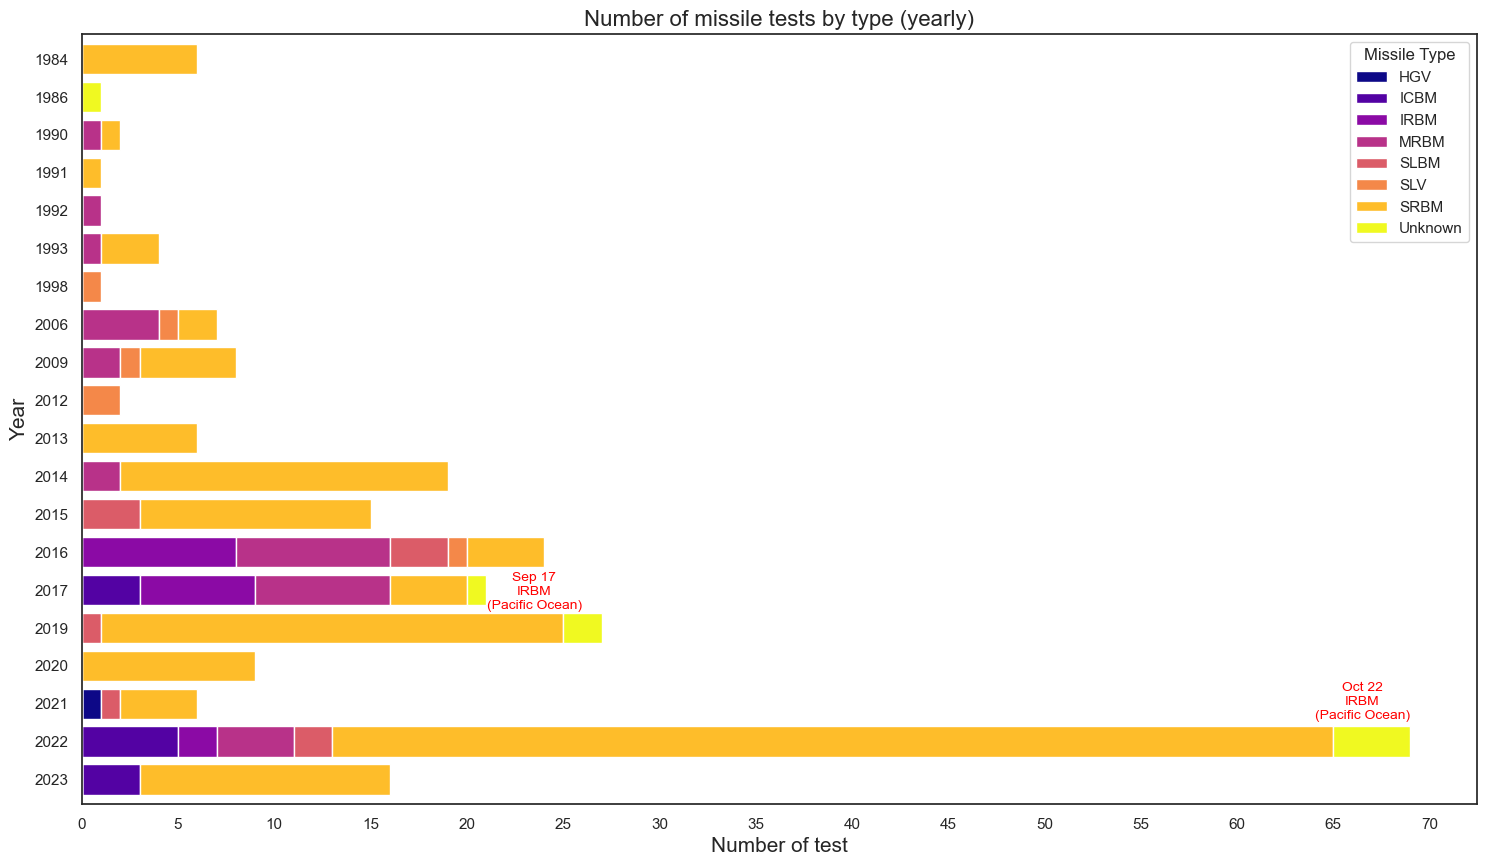 Number of missile tests by type (yearly)
Missile Type
HGV
ICBM
IRBM
MRBM
SLBM
SLV
SRBM
Unknown
Year
1984
1986
1990
1991
1992
1993
1998
2006
2009
2012
2013
2014
2015
2016
2017
2019
2020
2021
2022
2023
Sep 17
IRBM
(Pacific Ocean)
Oct 22
IRBM
(Pacific Ocean)
0 5 10 15 20 25 30 35 40 45 50 55 60 65 70
Number of test